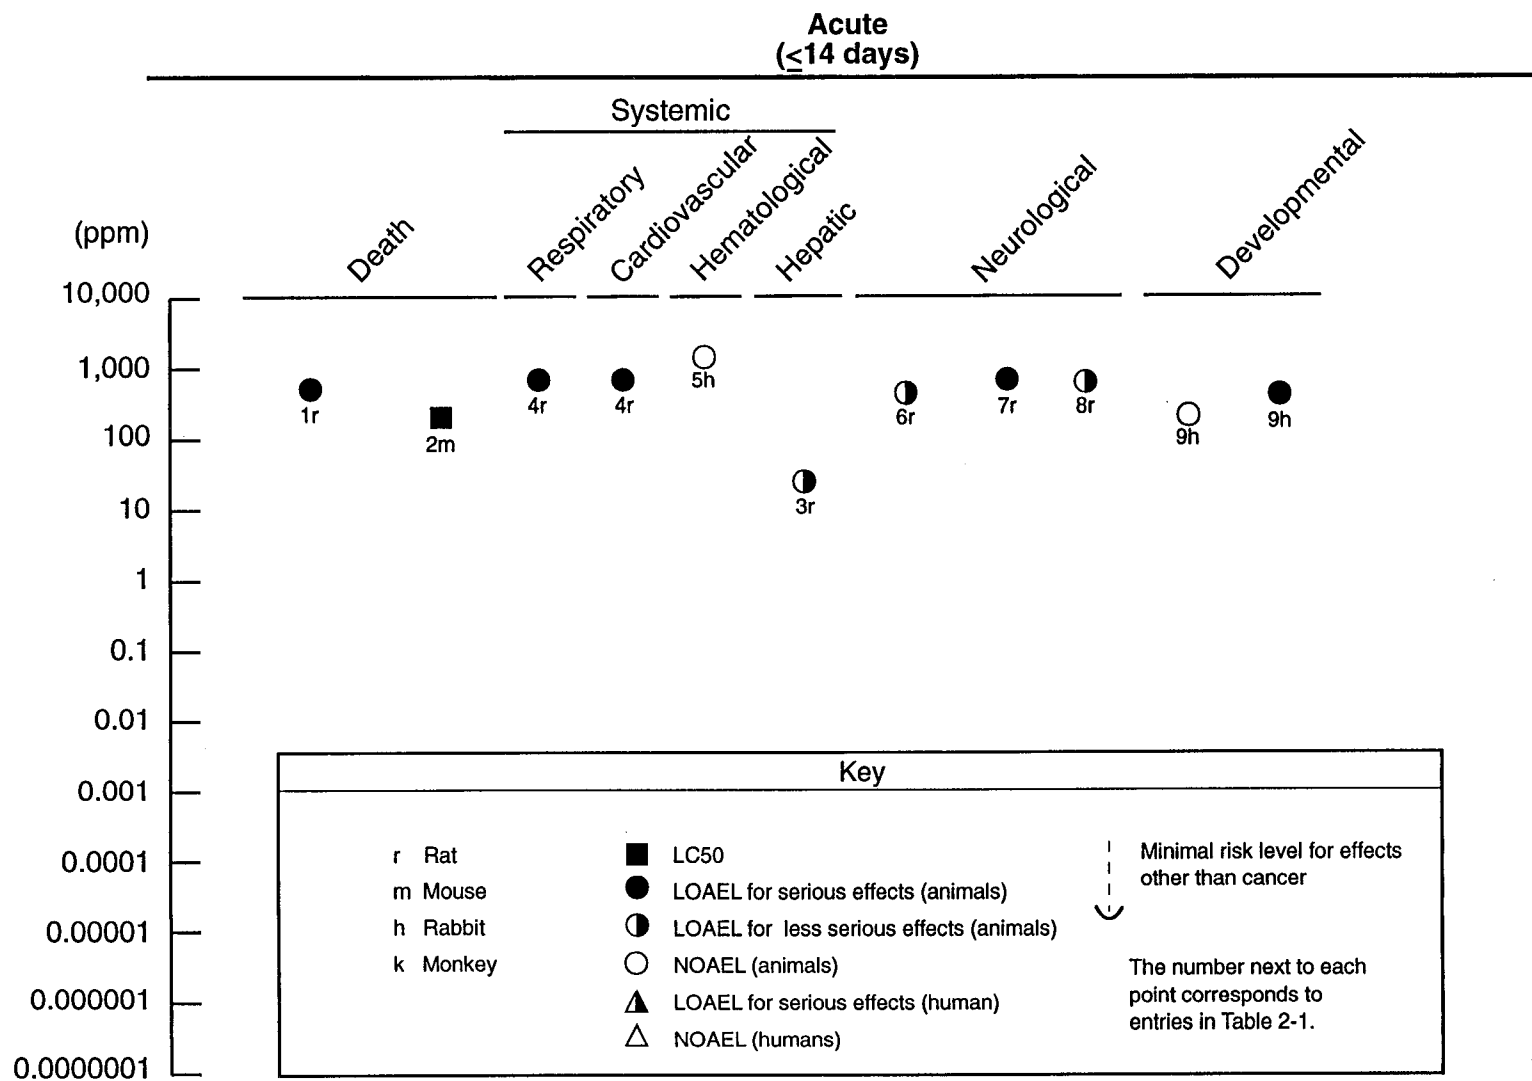 Acute
(≤14 days)
Systemic
Death
Respiratory
Cardiovascular
Hematological
Hepatic
Neurological
Developmental
(ppm)
10,000
1,000
100
10
1
0.1
0.01
0.001
0.0001
0.00001
0.000001
0.0000001
1r
2m
4r
4r
5h
3r
6r
7r
8r
9h
9h
Key
r Rat
m Mouse
h Rabbit
k Monkey
LC50
LOAEL for serious effects (animals)
LOAEL for less serious effects (animals)
NOAEL (animals)
LOAEL for serious effects (human)
NOAEL (humans)
Minimal risk level for effects
other than cancer
The number next to each
point corresponds to
entries in Table 2-1.